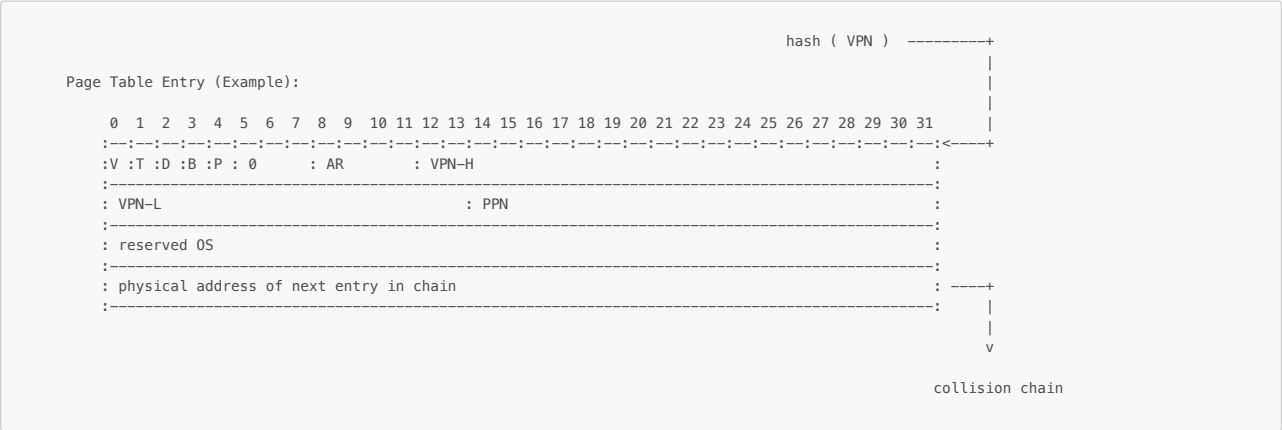 hash ( VPN )  ---------+
|
Page Table Entry (Example):                                                    |
|
0  1  2  3  4  5  6  7  8  9  10 11 12 13 14 15 16 17 18 19 20 21 22 23 24 25 26 27 28 29 30 31      |
:--:--:--:--:--:--:--:--:--:--:--:--:--:--:--:--:--:--:--:--:--:--:--:--:--:--:--:--:--:--:--:--:<----+
:V :T :D :B :P : 0      : AR        : VPN-H                                                     :
:-----------------------------------------------------------------------------------------------:
: VPN-L                                   : PPN                                                 :
:-----------------------------------------------------------------------------------------------:
: reserved OS                                                                                   :
:-----------------------------------------------------------------------------------------------:
: physical address of next entry in chain                                                       : ----+
:-----------------------------------------------------------------------------------------------:     |
|
v
collision chain